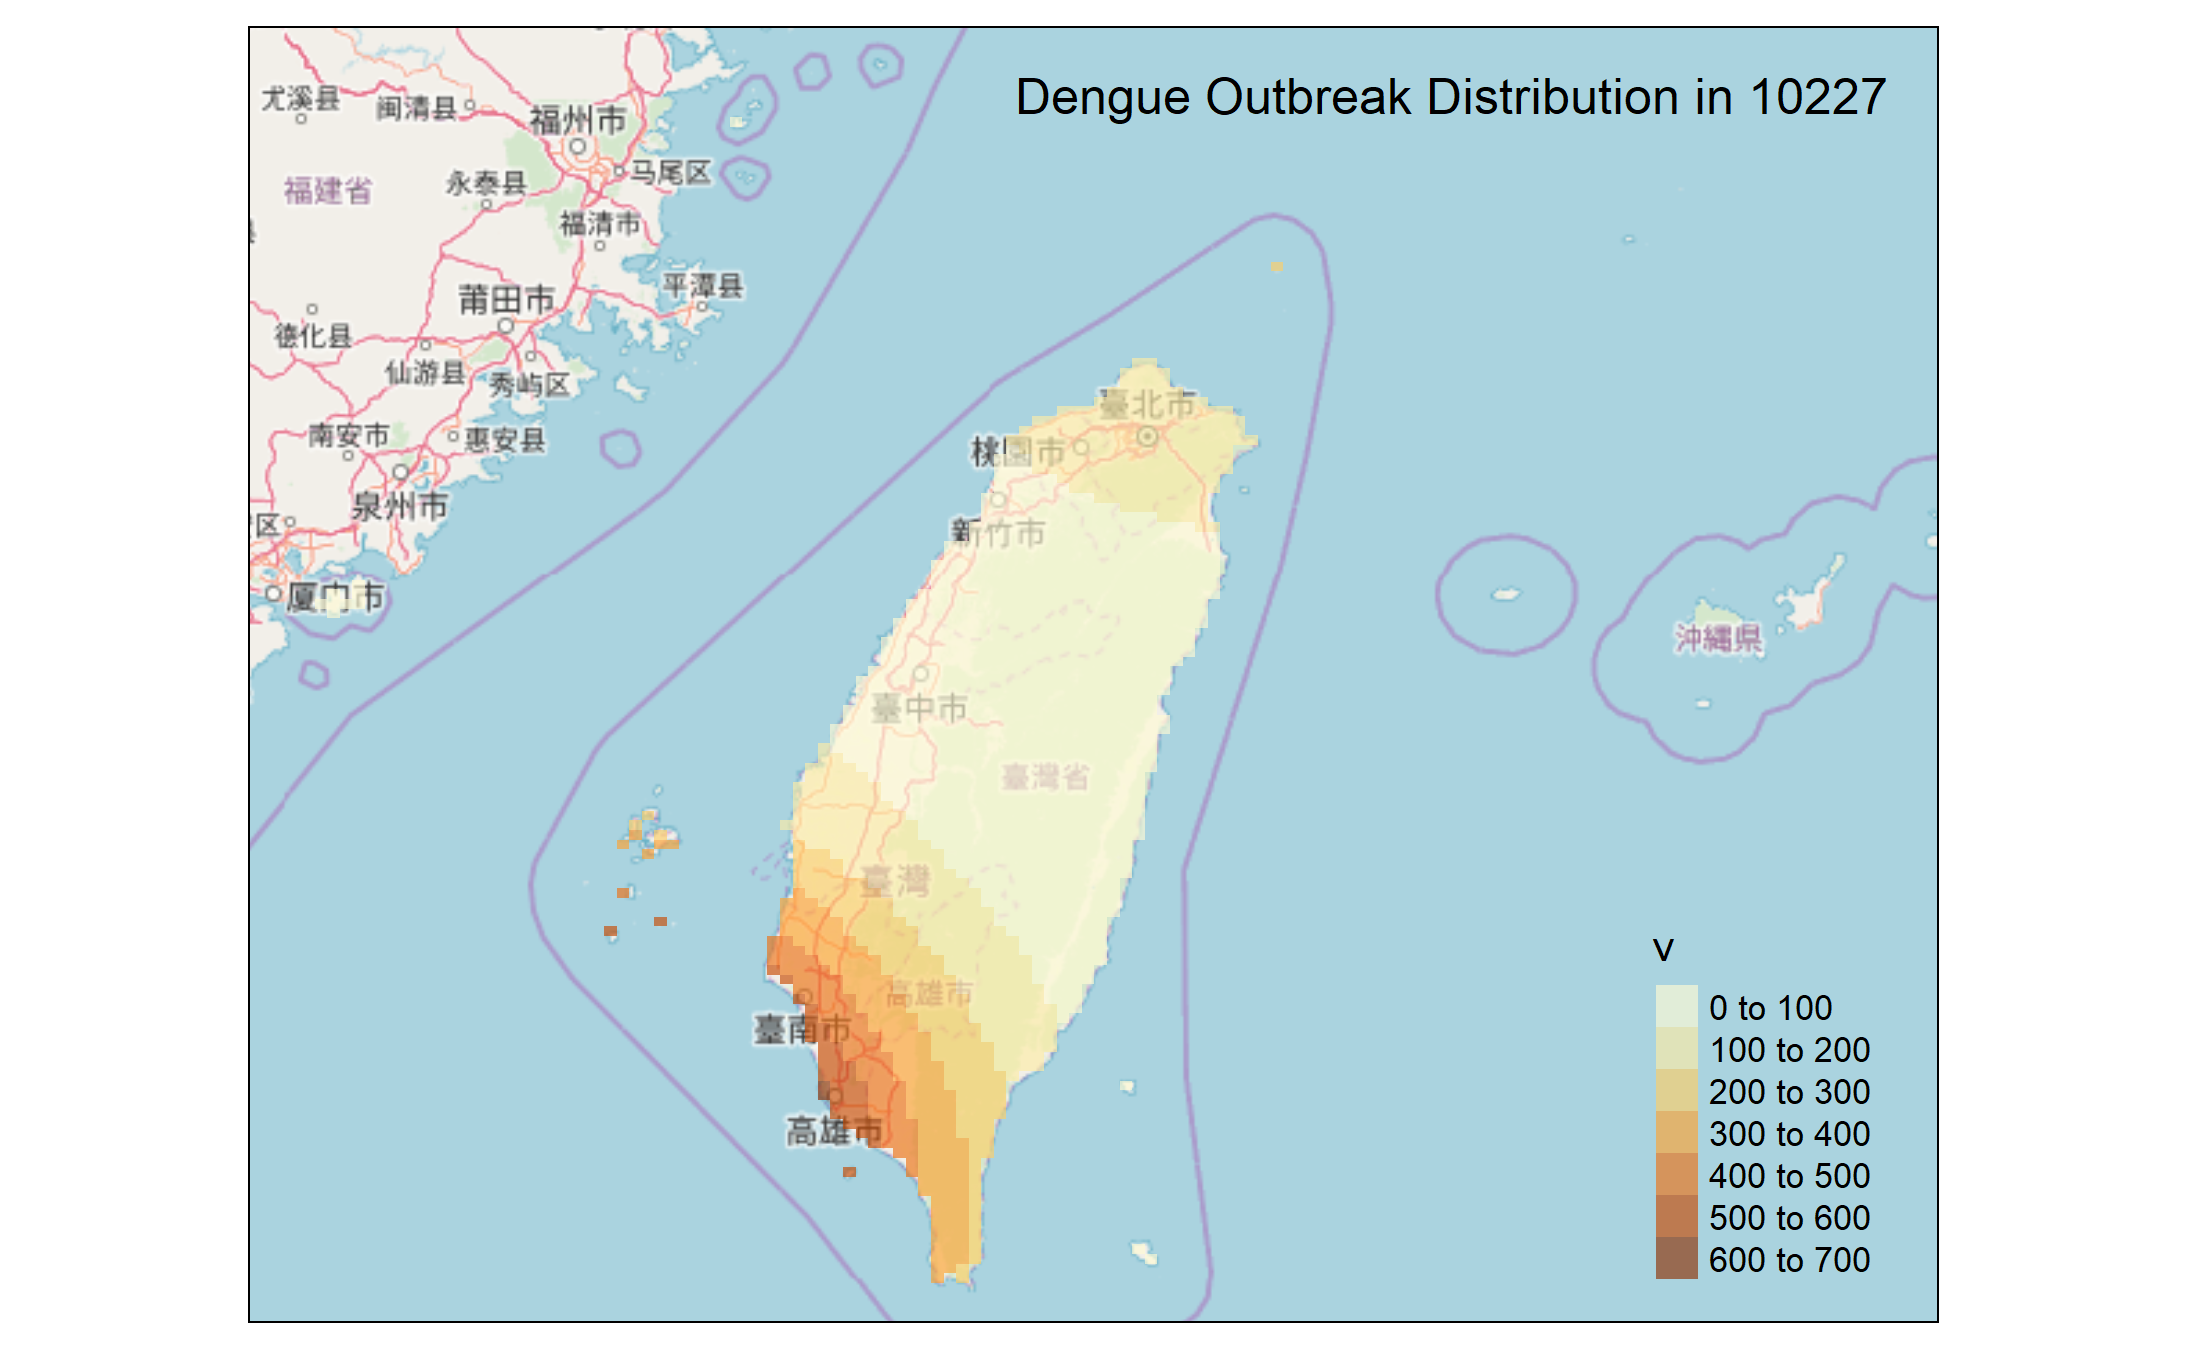 Dengue Outbreak Distribution in 10227
尤溪县
闽清县
福州市
马尾区
永泰县
福建省
福清市
平潭县
莆田市
德化县
仙游县
秀屿区
南安市
惠安县
泉州市
区
厦门市
臺北市
桃園市
新竹市
臺中市
臺灣省
臺灣
高雄市
臺南市
高雄市
沖縄県
v
0 to 100
100 to 200
200 to 300
300 to 400
400 to 500
500 to 600
600 to 700